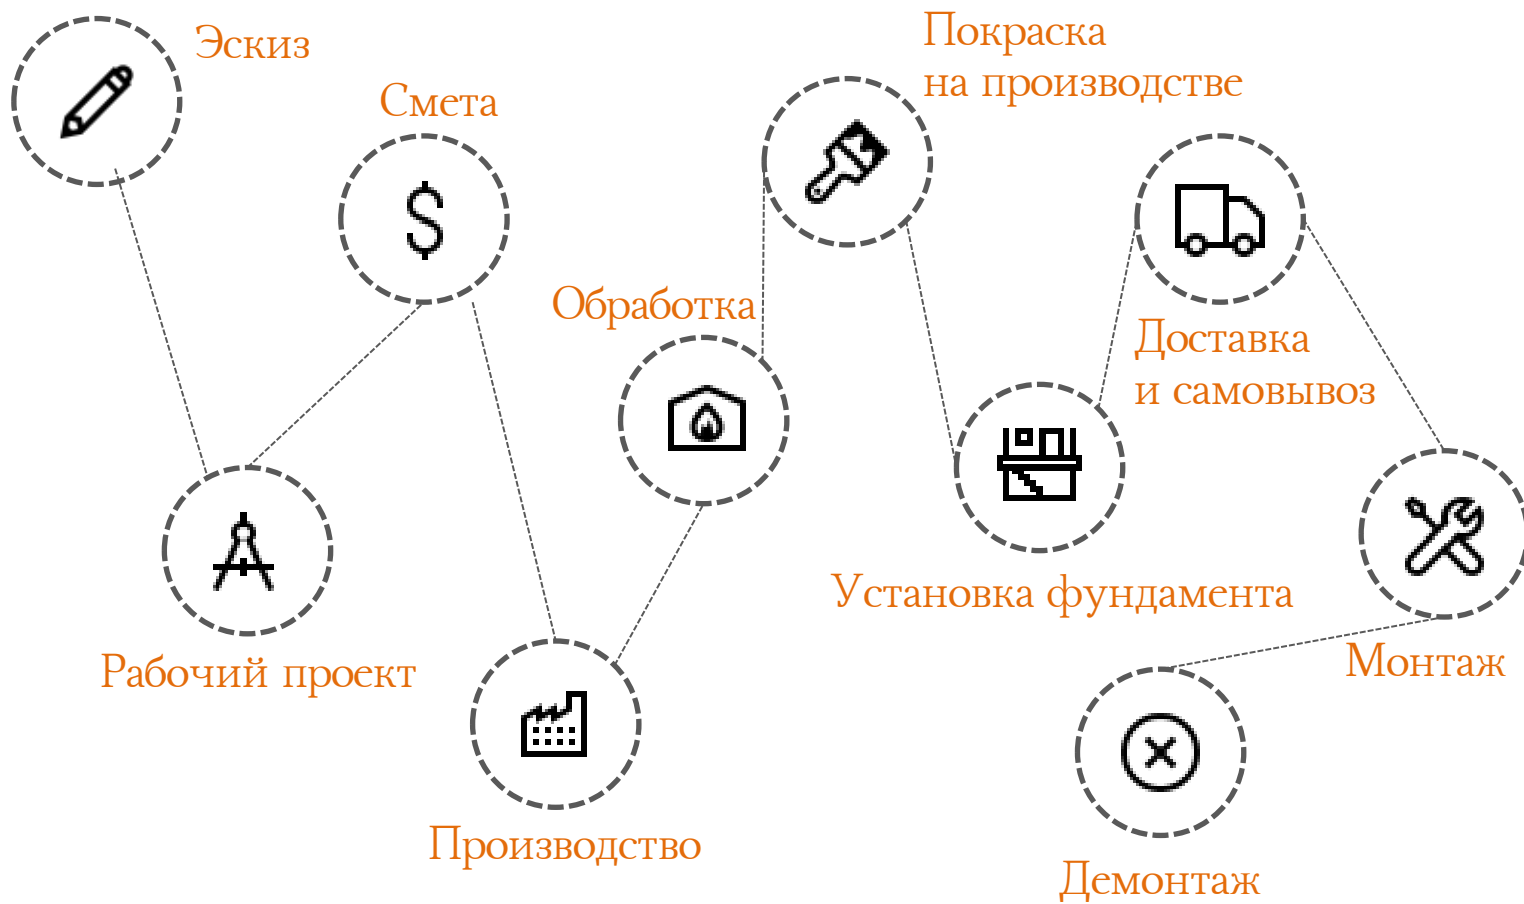 Эскиз
Смета
Рабочий проект
Производство
Обработка
Покраска
на производстве
Установка фундамента
Доставка
и самовывоз
Монтаж
Демонтаж